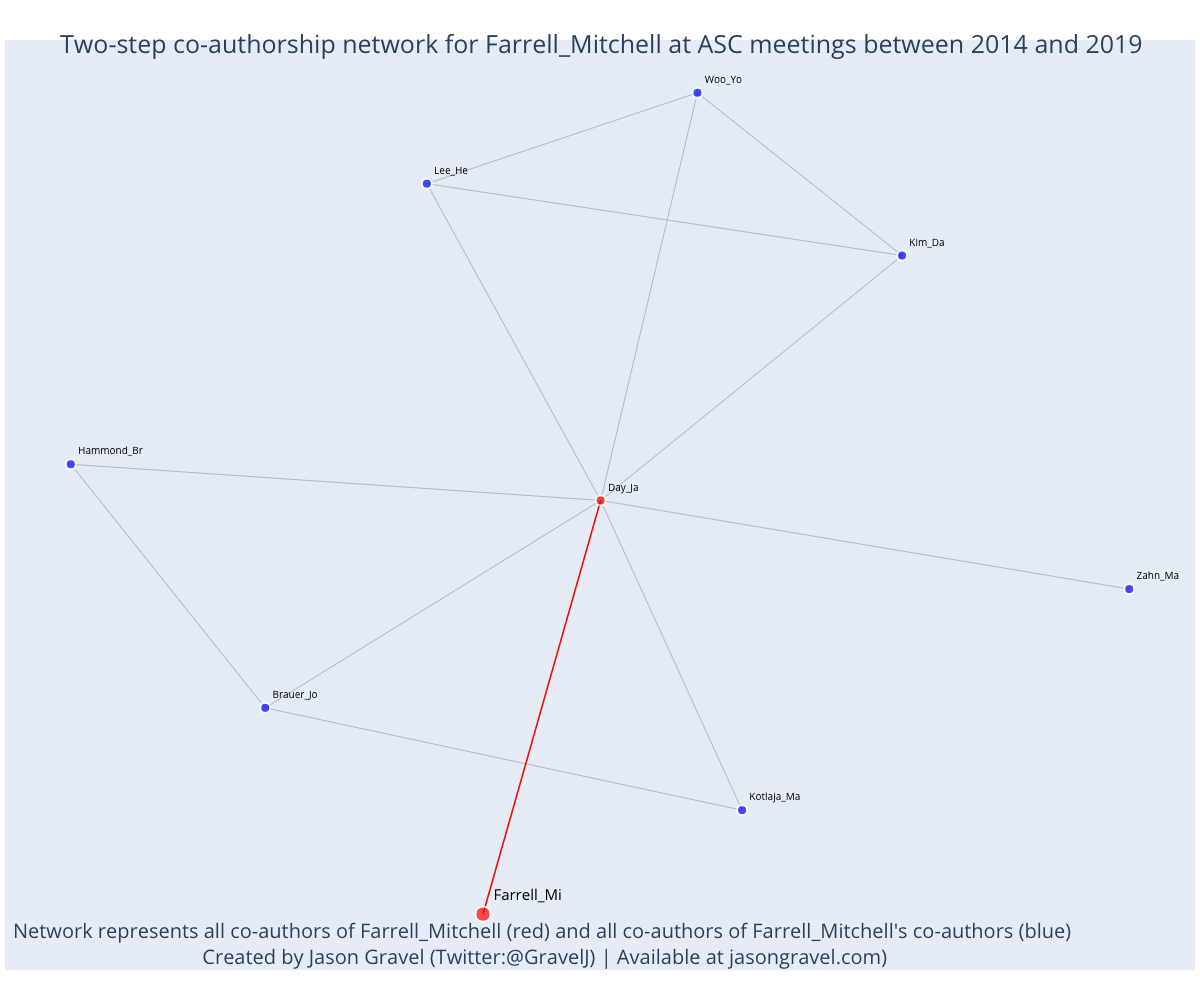 Two-step co-authorship network for Farrell_Mitchell at ASC meetings between 2014 and 2019
Woo_Yo
Lee_He
Kim_Da
Hammond_Br
Day_Ja
Zahn_Ma
Brauer_Jo
Kotlaja_Ma
Farrell_Mi
Network represents all co-authors of Farrell_Mitchell (red) and all co-authors of Farrell_Mitchell's co-authors (blue)
Created by Jason Gravel (Twitter:@GravelJ) | Available at jasongravel.com)